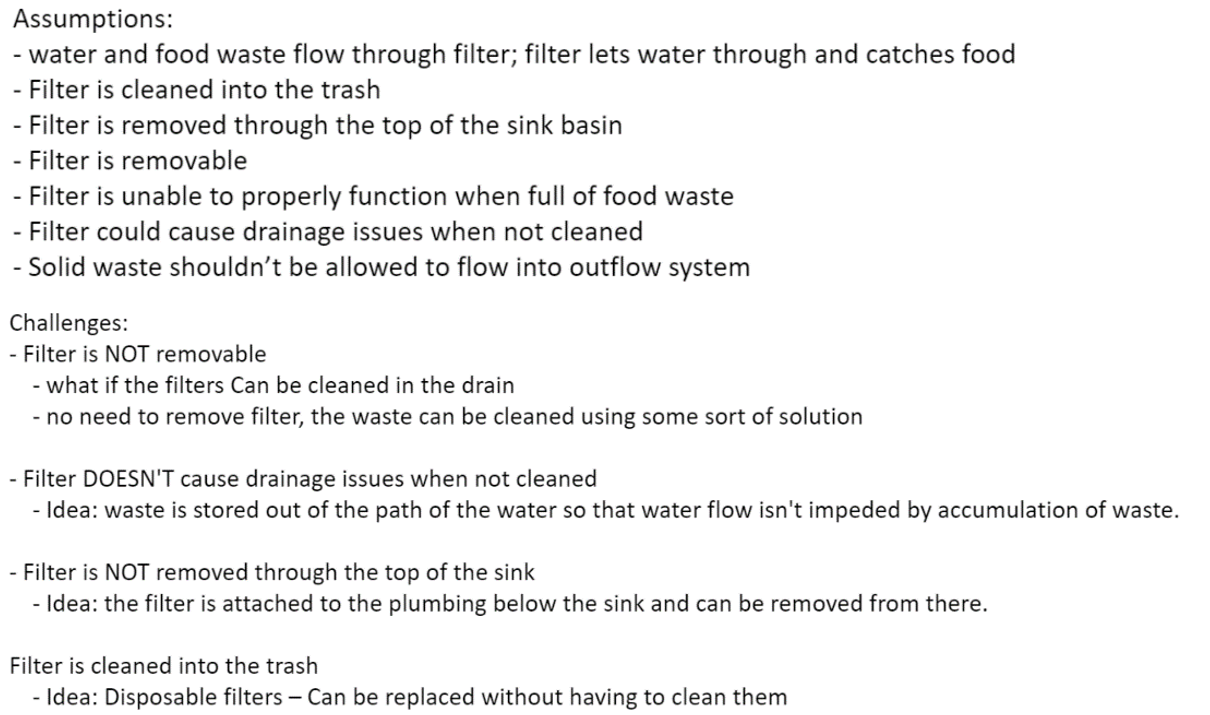 Assumptions:
- water and food waste flow through filter; filter lets water through and catches food
- Filter is cleaned into the trash
- Filter is removed through the top of the sink basin
- Filter is removable
- Filter is unable to properly function when full of food waste
- Filter could cause drainage issues when not cleaned
- Solid waste shouldn’t be allowed to flow into outflow system
Challenges:
- Filter is NOT removable
- what if the filters Can be cleaned in the drain
- no need to remove filter, the waste can be cleaned using some sort of solution
- Filter DOESN'T cause drainage issues when not cleaned
- Idea: waste is stored out of the path of the water so that water flow isn't impeded by accumulation of waste.
- Filter is NOT removed through the top of the sink
- Idea: the filter is attached to the plumbing below the sink and can be removed from there.
Filter is cleaned into the trash
- Idea: Disposable filters – Can be replaced without having to clean them